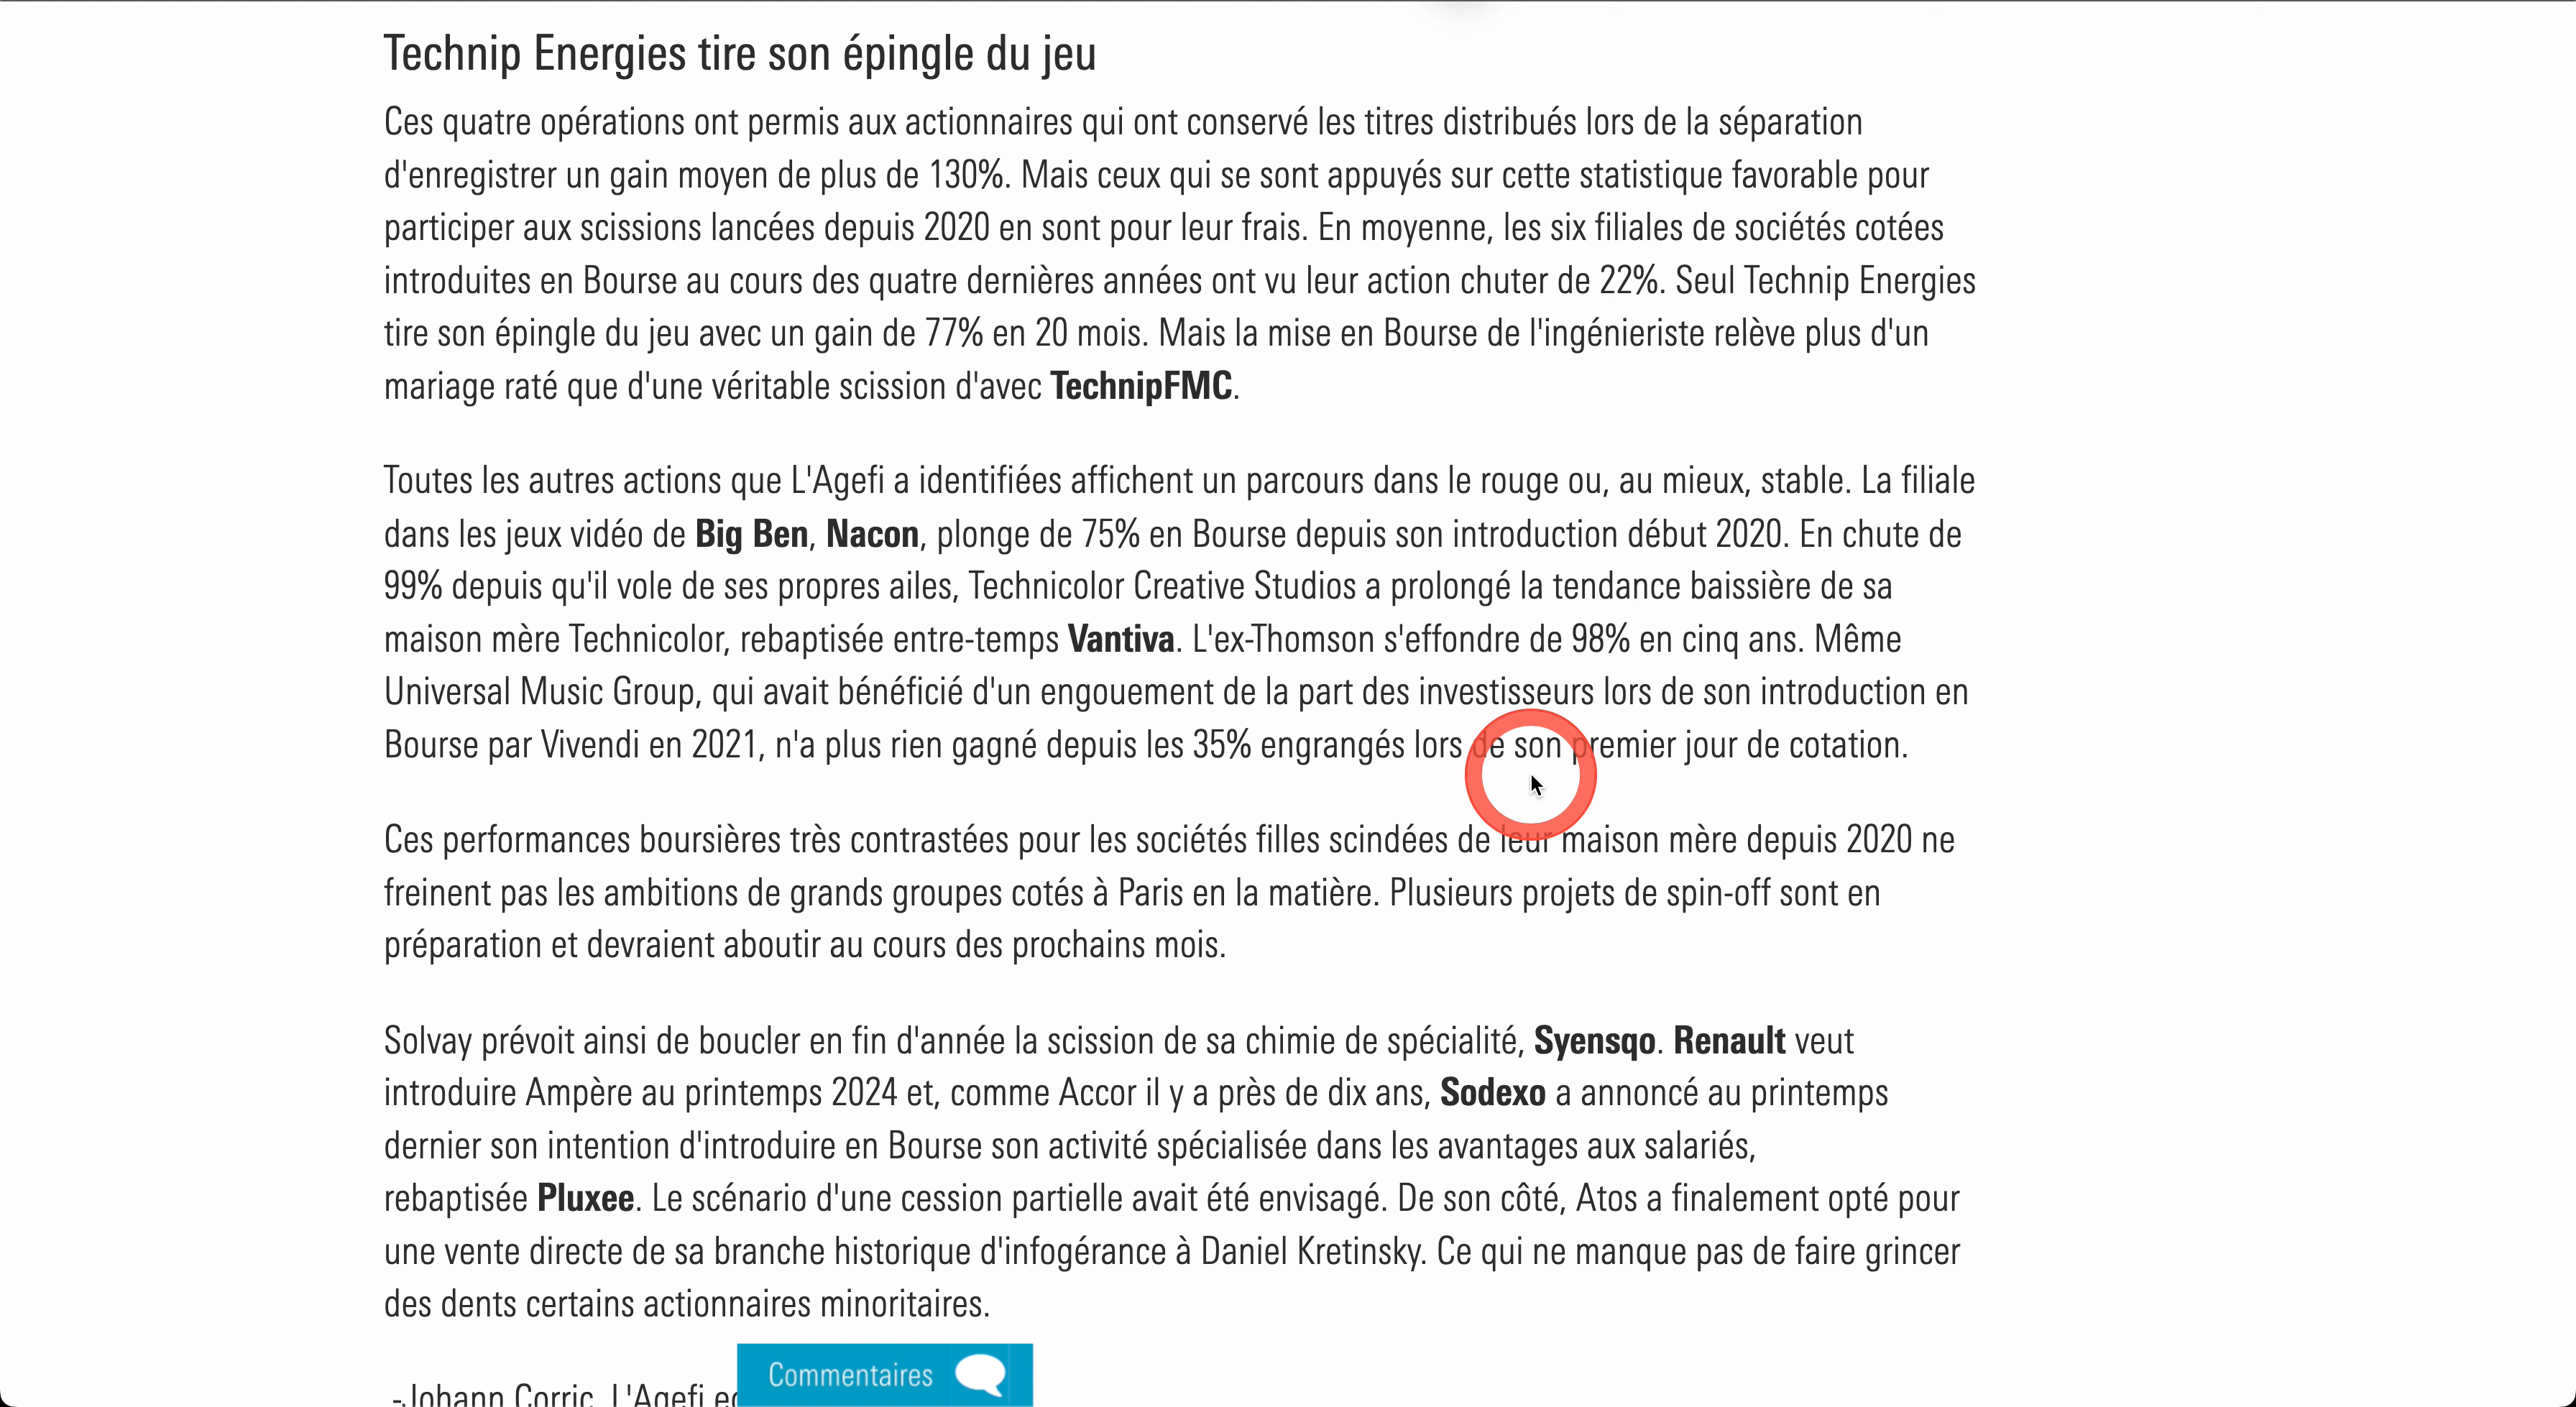 Technip Energies tire son épingle du jeu
Ces quatre opérations ont permis aux actionnaires qui ont conservé les titres distribués lors de la séparation
d'enregistrer un gain moyen de plus de 130%. Mais ceux qui se sont appuyés sur cette statistique favorable pour
participer aux scissions lancées depuis 2020 en sont pour leur frais. En moyenne, les six filiales de sociétés cotées
introduites en Bourse au cours des quatre dernières années ont vu leur action chuter de 22%. Seul Technip Energies
tire son épingle du jeu avec un gain de 77% en 20 mois. Mais la mise en Bourse de l'ingénieriste relève plus d'un
mariage raté que d'une véritable scission d'avec TechnipFMC.
Toutes les autres actions que L'Agefi a identifiées affichent un parcours dans le rouge ou, au mieux, stable. La filiale
dans les jeux vidéo de Big Ben, Nacon, plonge de 75% en Bourse depuis son introduction début 2020. En chute de
99% depuis qu'il vole de ses propres ailes, Technicolor Creative Studios a prolongé la tendance baissière de sa
maison mère Technicolor, rebaptisée entre-temps Vantiva. L'ex-Thomson s'effondre de 98% en cinq ans. Même
Universal Music Group, qui avait bénéficié d'un engouement de la part des investisseurs lors de son introduction en
Bourse par Vivendi en 2021, n'a plus rien gagné depuis les 35% engrangés lors de son premier jour de cotation.
Ces performances boursières très contrastées pour les sociétés filles scindées de leur maison mère depuis 2020 ne
freinent pas les ambitions de grands groupes cotés à Paris en la matière. Plusieurs projets de spin-off sont en
préparation et devraient aboutir au cours des prochains mois.
Solvay prévoit ainsi de boucler en fin d'année la scission de sa chimie de spécialité, Syensqo. Renault veut
introduire Ampère au printemps 2024 et, comme Accor il y a près de dix ans, Sodexo a annoncé au printemps
dernier son intention d'introduire en Bourse son activité spécialisée dans les avantages aux salariés,
rebaptisée Pluxee. Le scénario d'une cession partielle avait été envisagé. De son côté, Atos a finalement opté pour
une vente directe de sa branche historique d'infogérance à Daniel Kretinsky. Ce qui ne manque pas de faire grincer
des dents certains actionnaires minoritaires.
-Johann Corric, L'Agefi
Commentaires